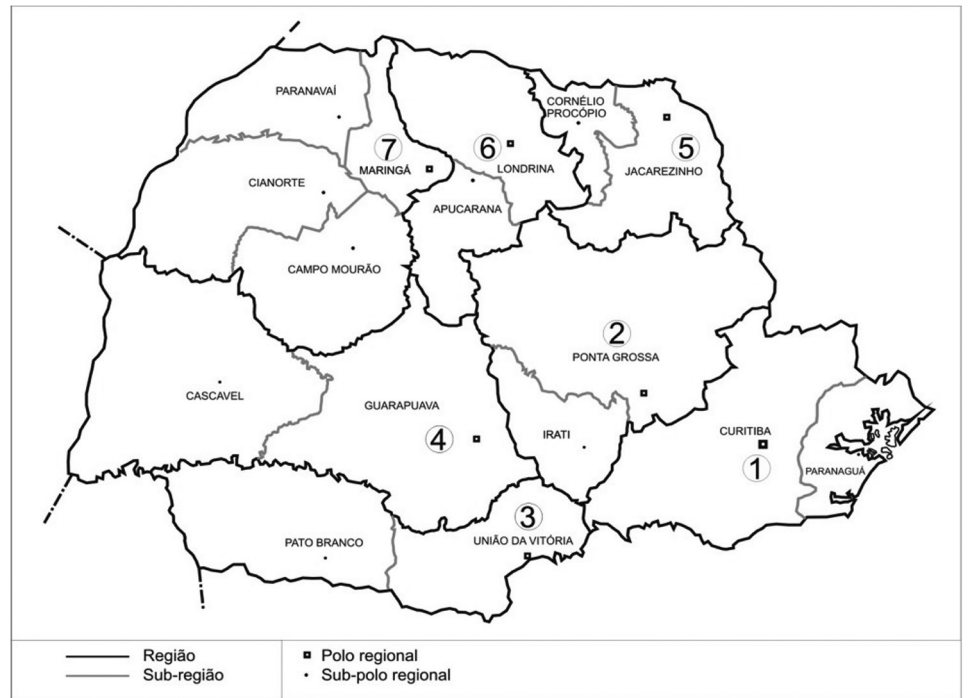 PARANAVAÍ
CORNÉLIO
PROCÓPIO
7
MARINGÁ
6
LONDRINA
5
JACAREZINHO
CIANORTE
APUCARANA
CAMPO MOURÃO
2
PONTA GROSSA
CASCAVEL
GUARAPUAVA
4
IRATI
CURITIBA
1
PARANAGUÁ
3
UNIÃO DA VITÓRIA
PATO BRANCO
Região
Sub-região
Polo regional
Sub-polo regional